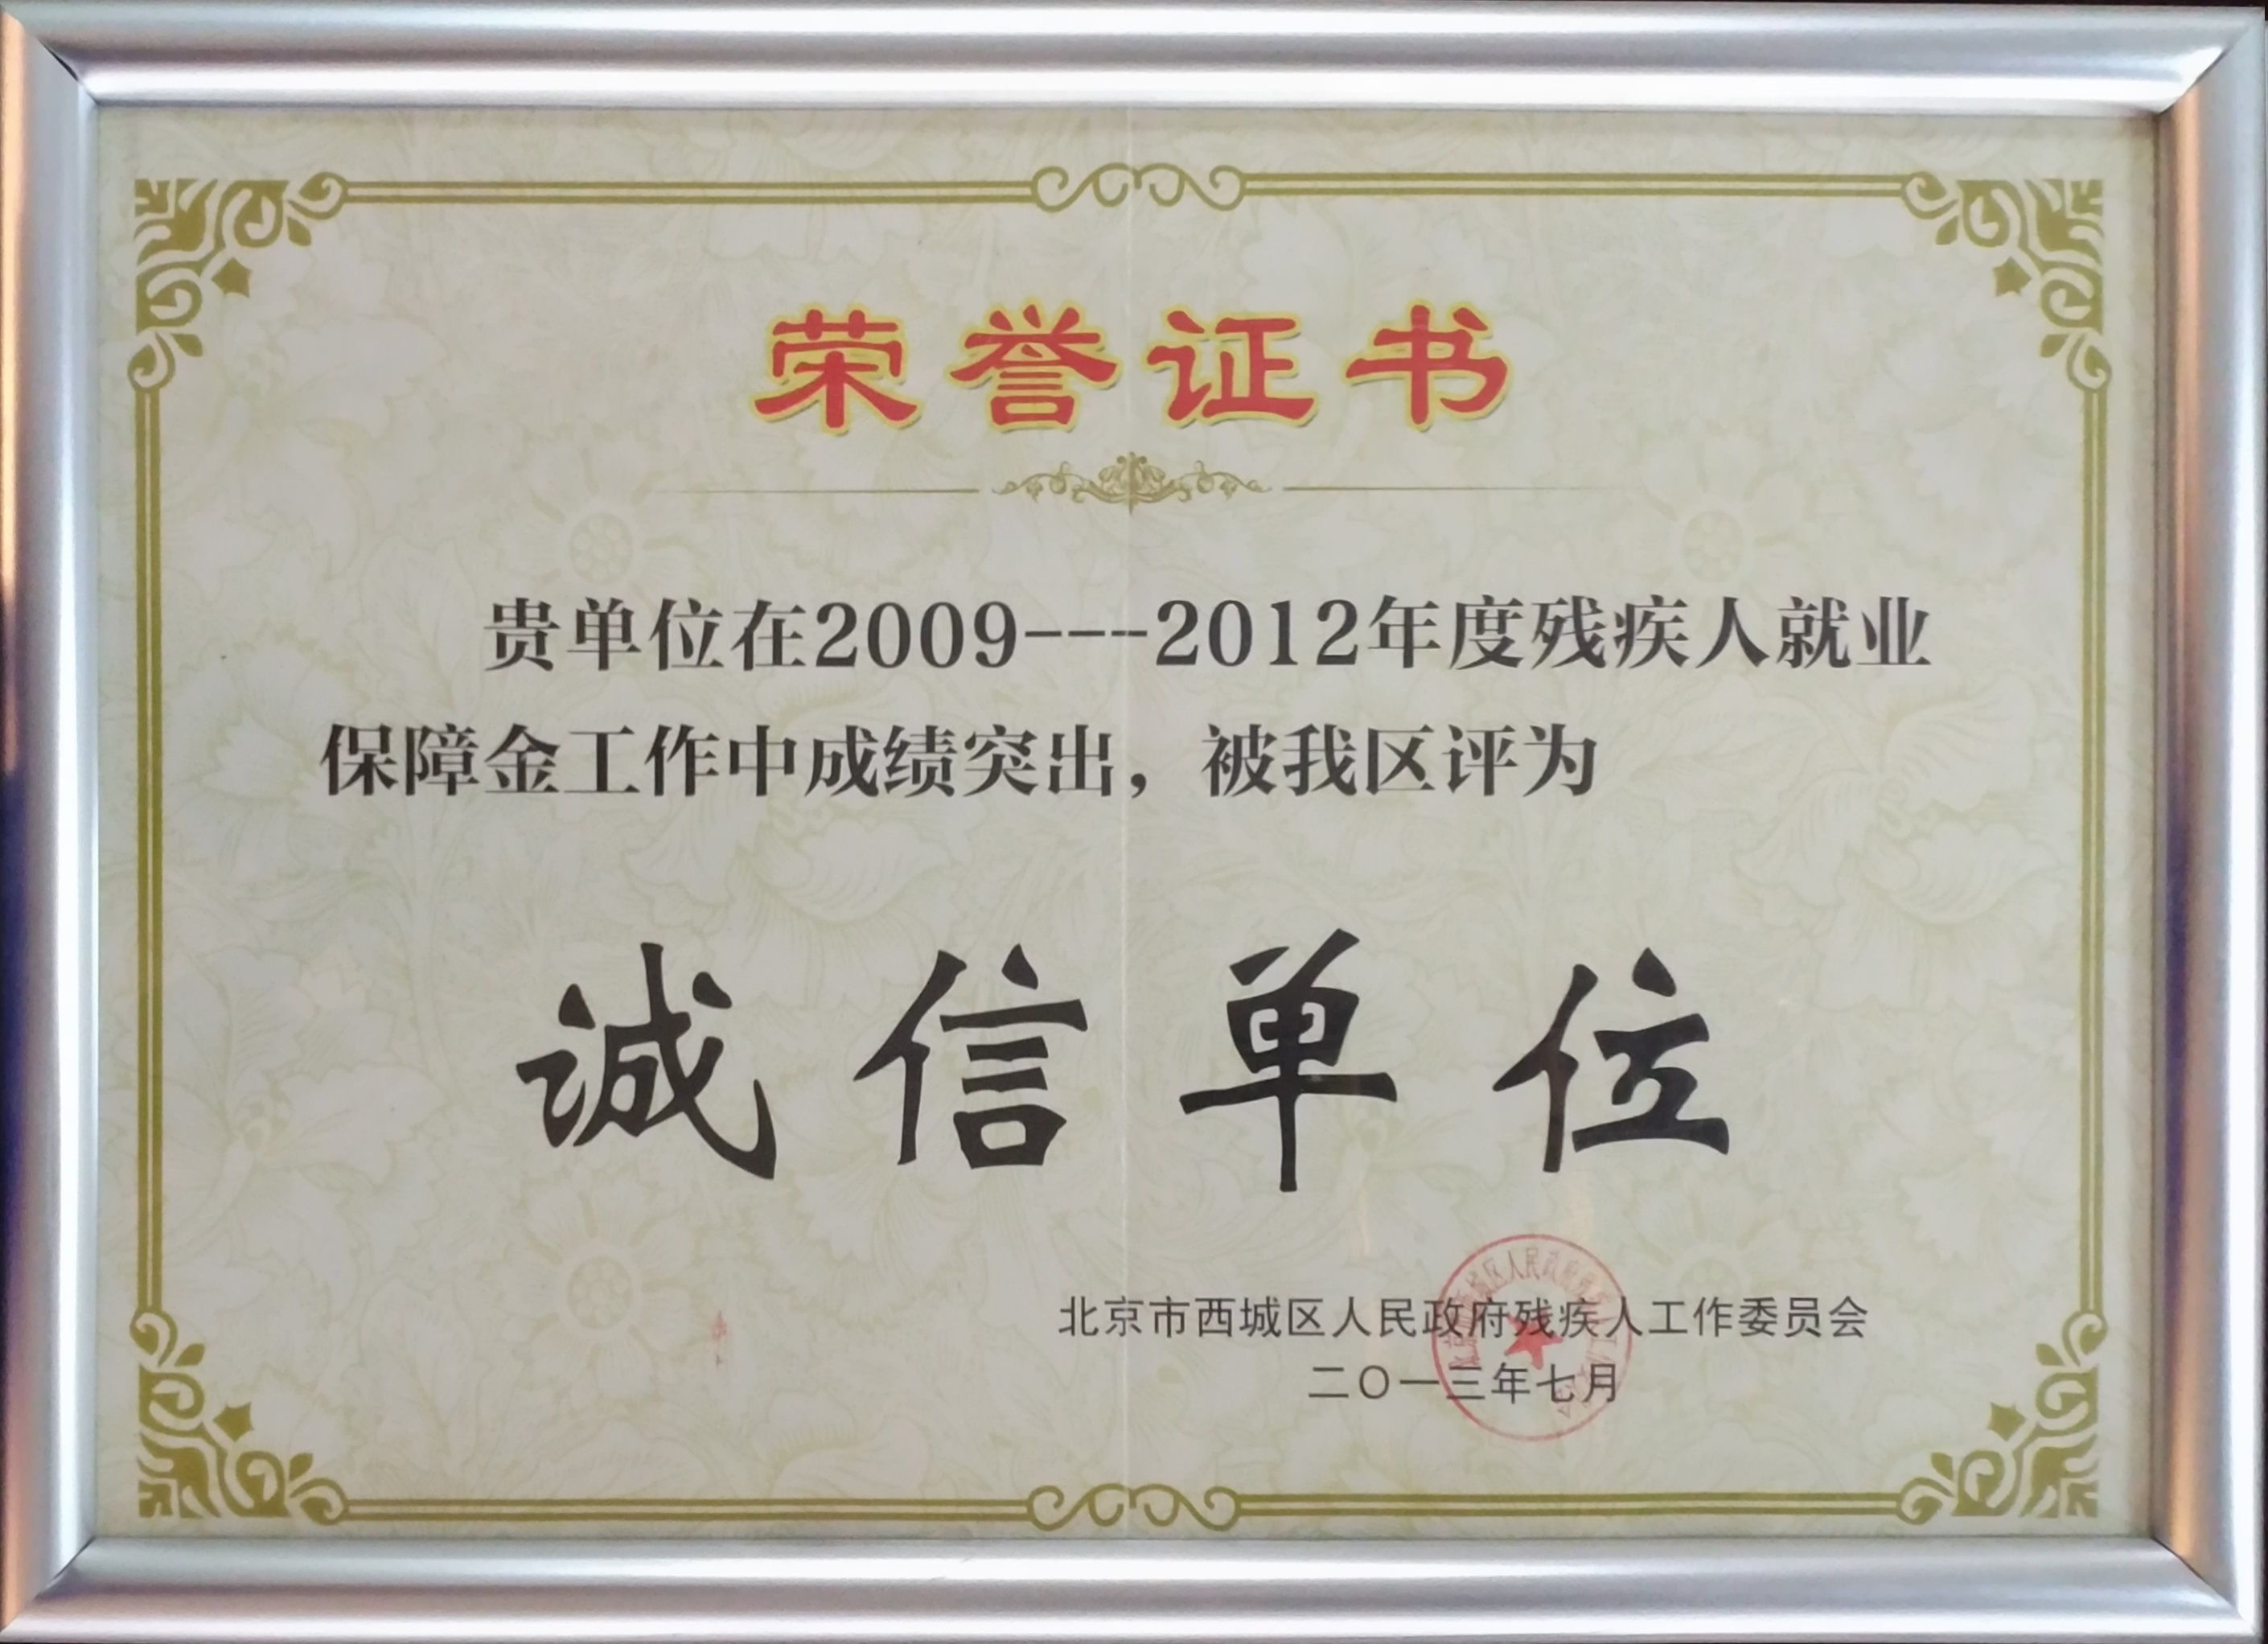 荣誉证书
贵单位在2009---2012年度残疾人就业
保障金工作中成绩突出，被我区评为
诚信单位
北京市西城区人民政府残疾人工作委员会
二〇一三年七月